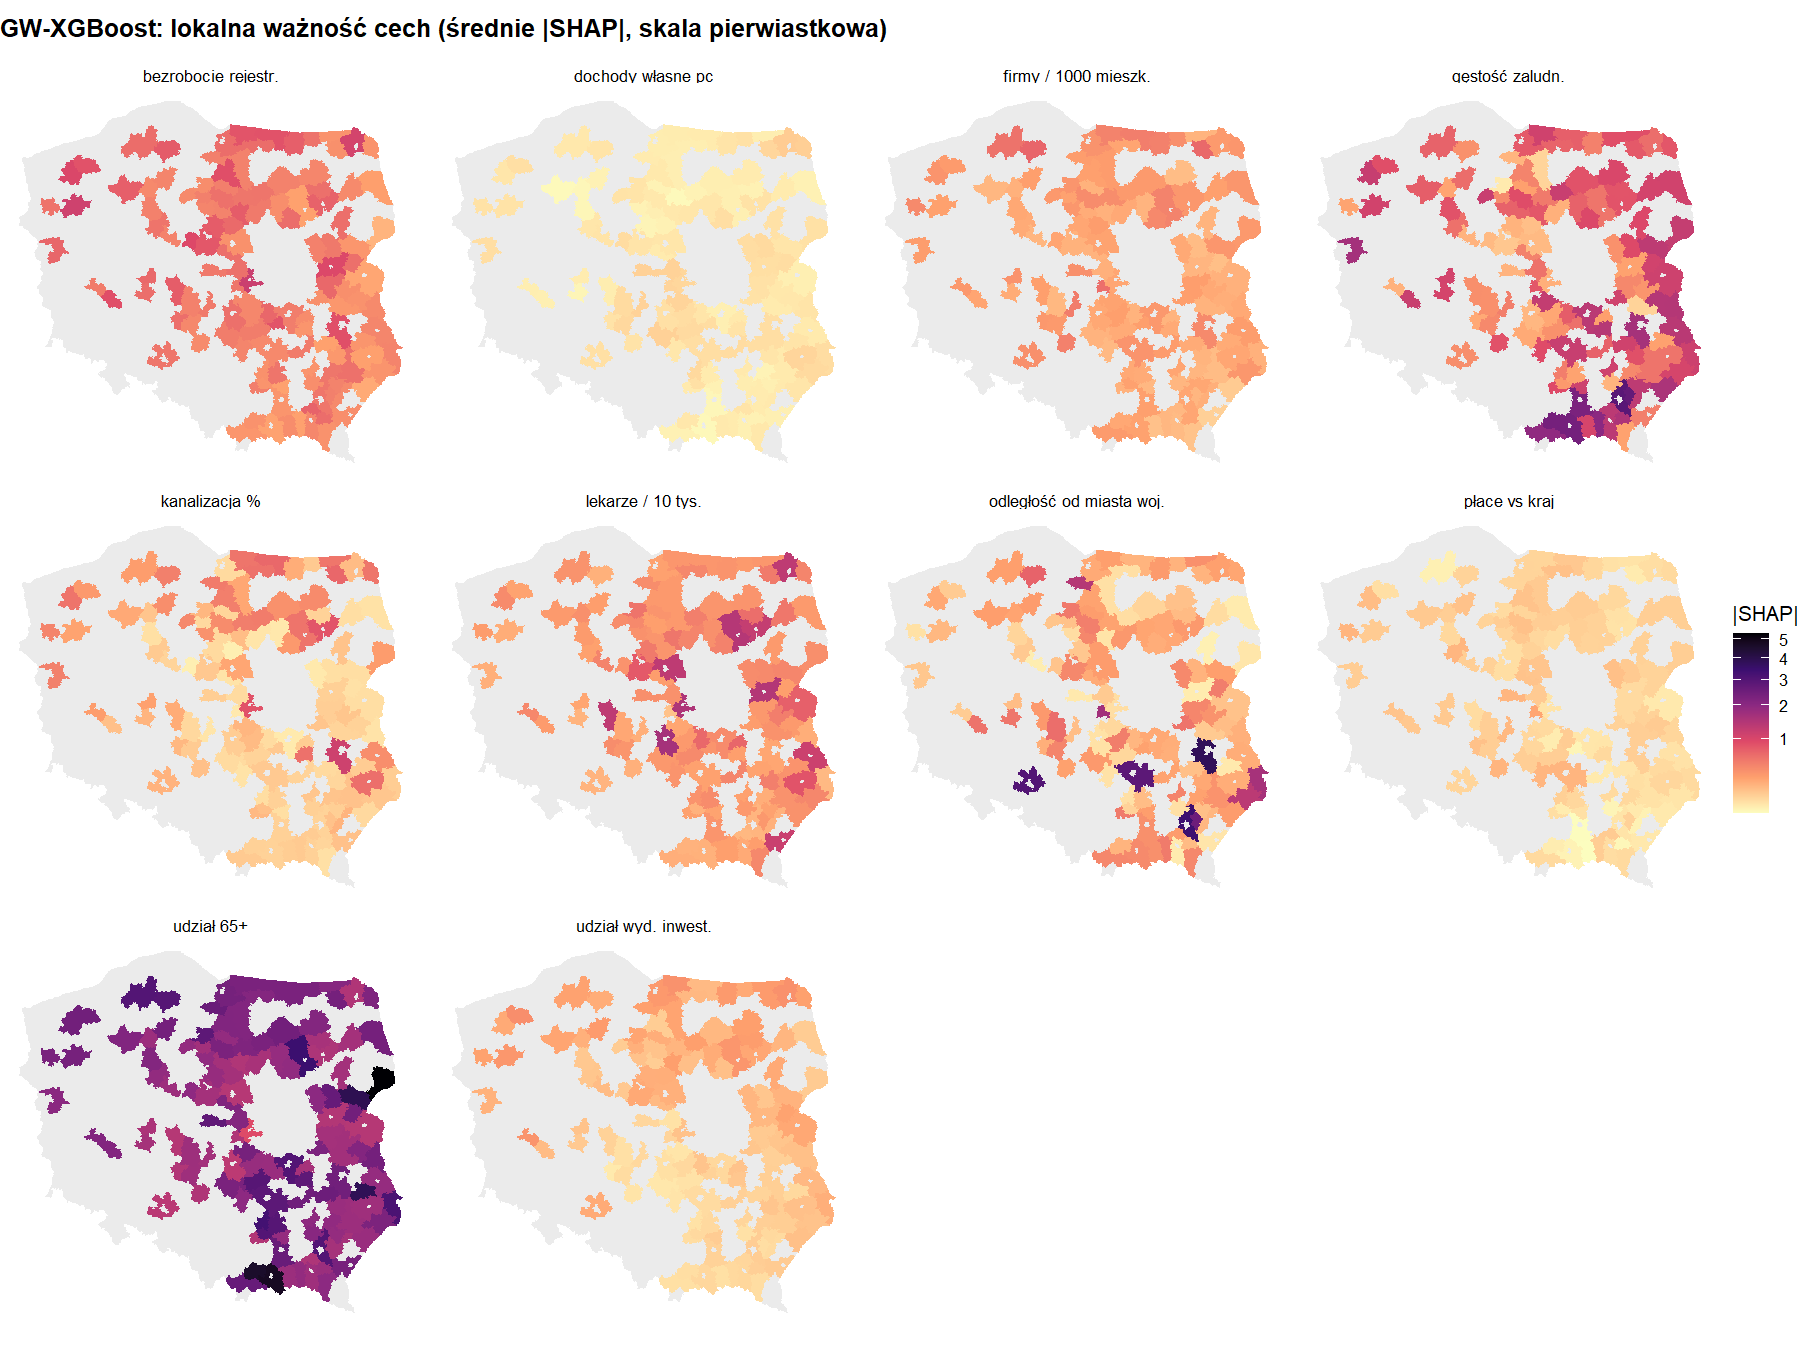 GW-XGBoost: lokalna ważność cech (średnie |SHAP|, skala pierwiastkowa)
bezrobocie rejestr.
dochody własne pc
firmy / 1000 mieszk.
gęstość zaludn.
kanalizacja %
lekarze / 10 tys.
odległość od miasta woj.
płace vs kraj
|SHAP|
5
4
3
2
1
udział 65+
udział wyd. inwest.